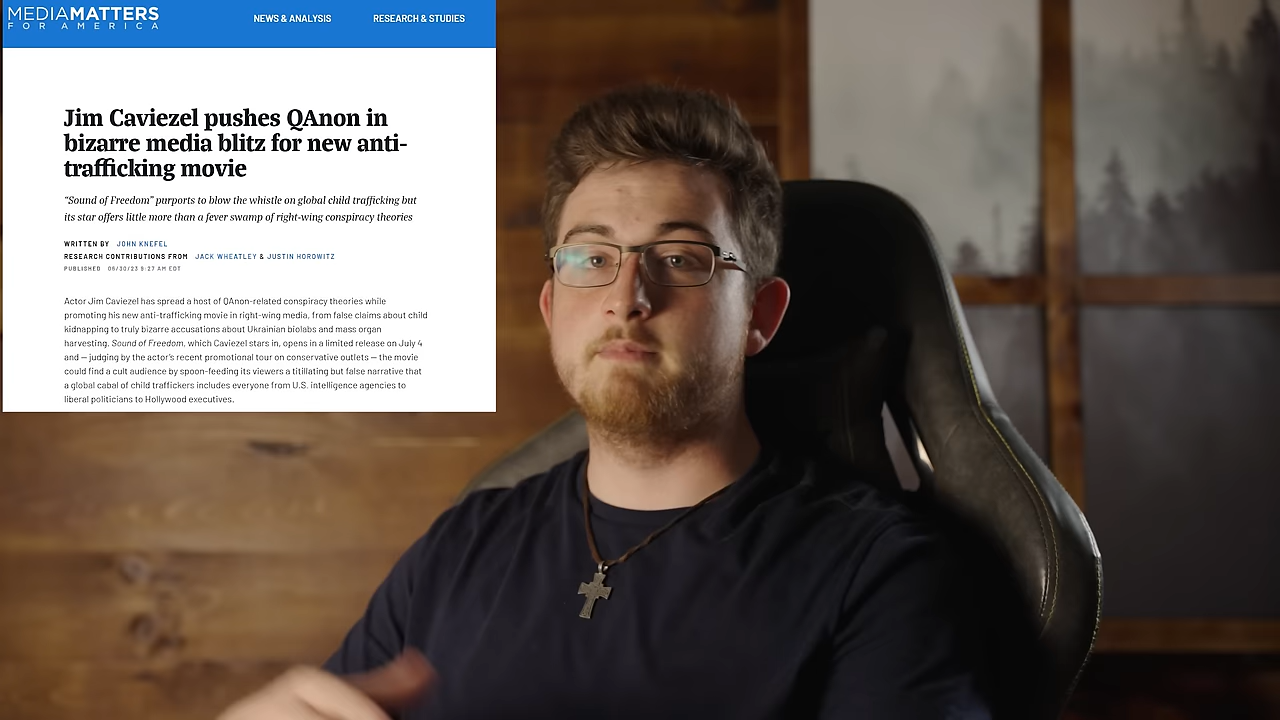 MEDIAMATTERS
FOR AMERICA
NEWS & ANALYSIS
RESEARCH & STUDIES
Jim Caviezel pushes QAnon in
bizarre media blitz for new anti-
trafficking movie
“Sound of Freedom” purports to blow the whistle on global child trafficking but
its star offers little more than a fever swamp of right-wing conspiracy theories
WRITTEN BY JOHN KNEFEL
RESEARCH CONTRIBUTIONS FROM JACK WHEATLEY & JUSTIN HOROWITZ
PUBLISHED 06/30/23 9:27 AM EDT
Actor Jim Caviezel has spread a host of QAnon-related conspiracy theories while
promoting his new anti-trafficking movie in right-wing media, from false claims about child
kidnapping to truly bizarre accusations about Ukrainian biolabs and mass organ
harvesting. Sound of Freedom, which Caviezel stars in, opens in a limited release on July 4
and — judging by the actor’s recent promotional tour on conservative outlets — the movie
could find a cult audience by spoon-feeding its viewers a titillating but false narrative that
a global cabal of child traffickers includes everyone from U.S. intelligence agencies to
liberal politicians to Hollywood executives.